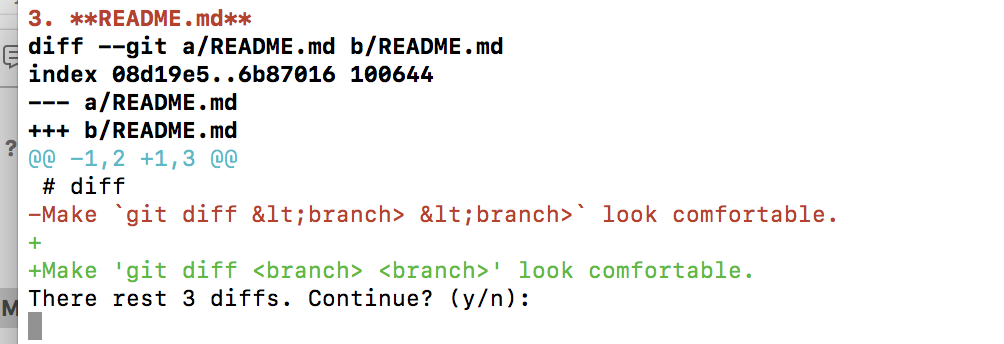 3. **README.md**
diff --git a/README.md b/README.md
index 08d19e5..6b87016 100644
--- a/README.md
+++ b/README.md
@@ -1,2 +1,3 @@
 # diff
-Make `git diff &lt;branch> &lt;branch>` look comfortable.
+
+Make 'git diff <branch> <branch>' look comfortable.
There rest 3 diffs. Continue? (y/n):
?
M